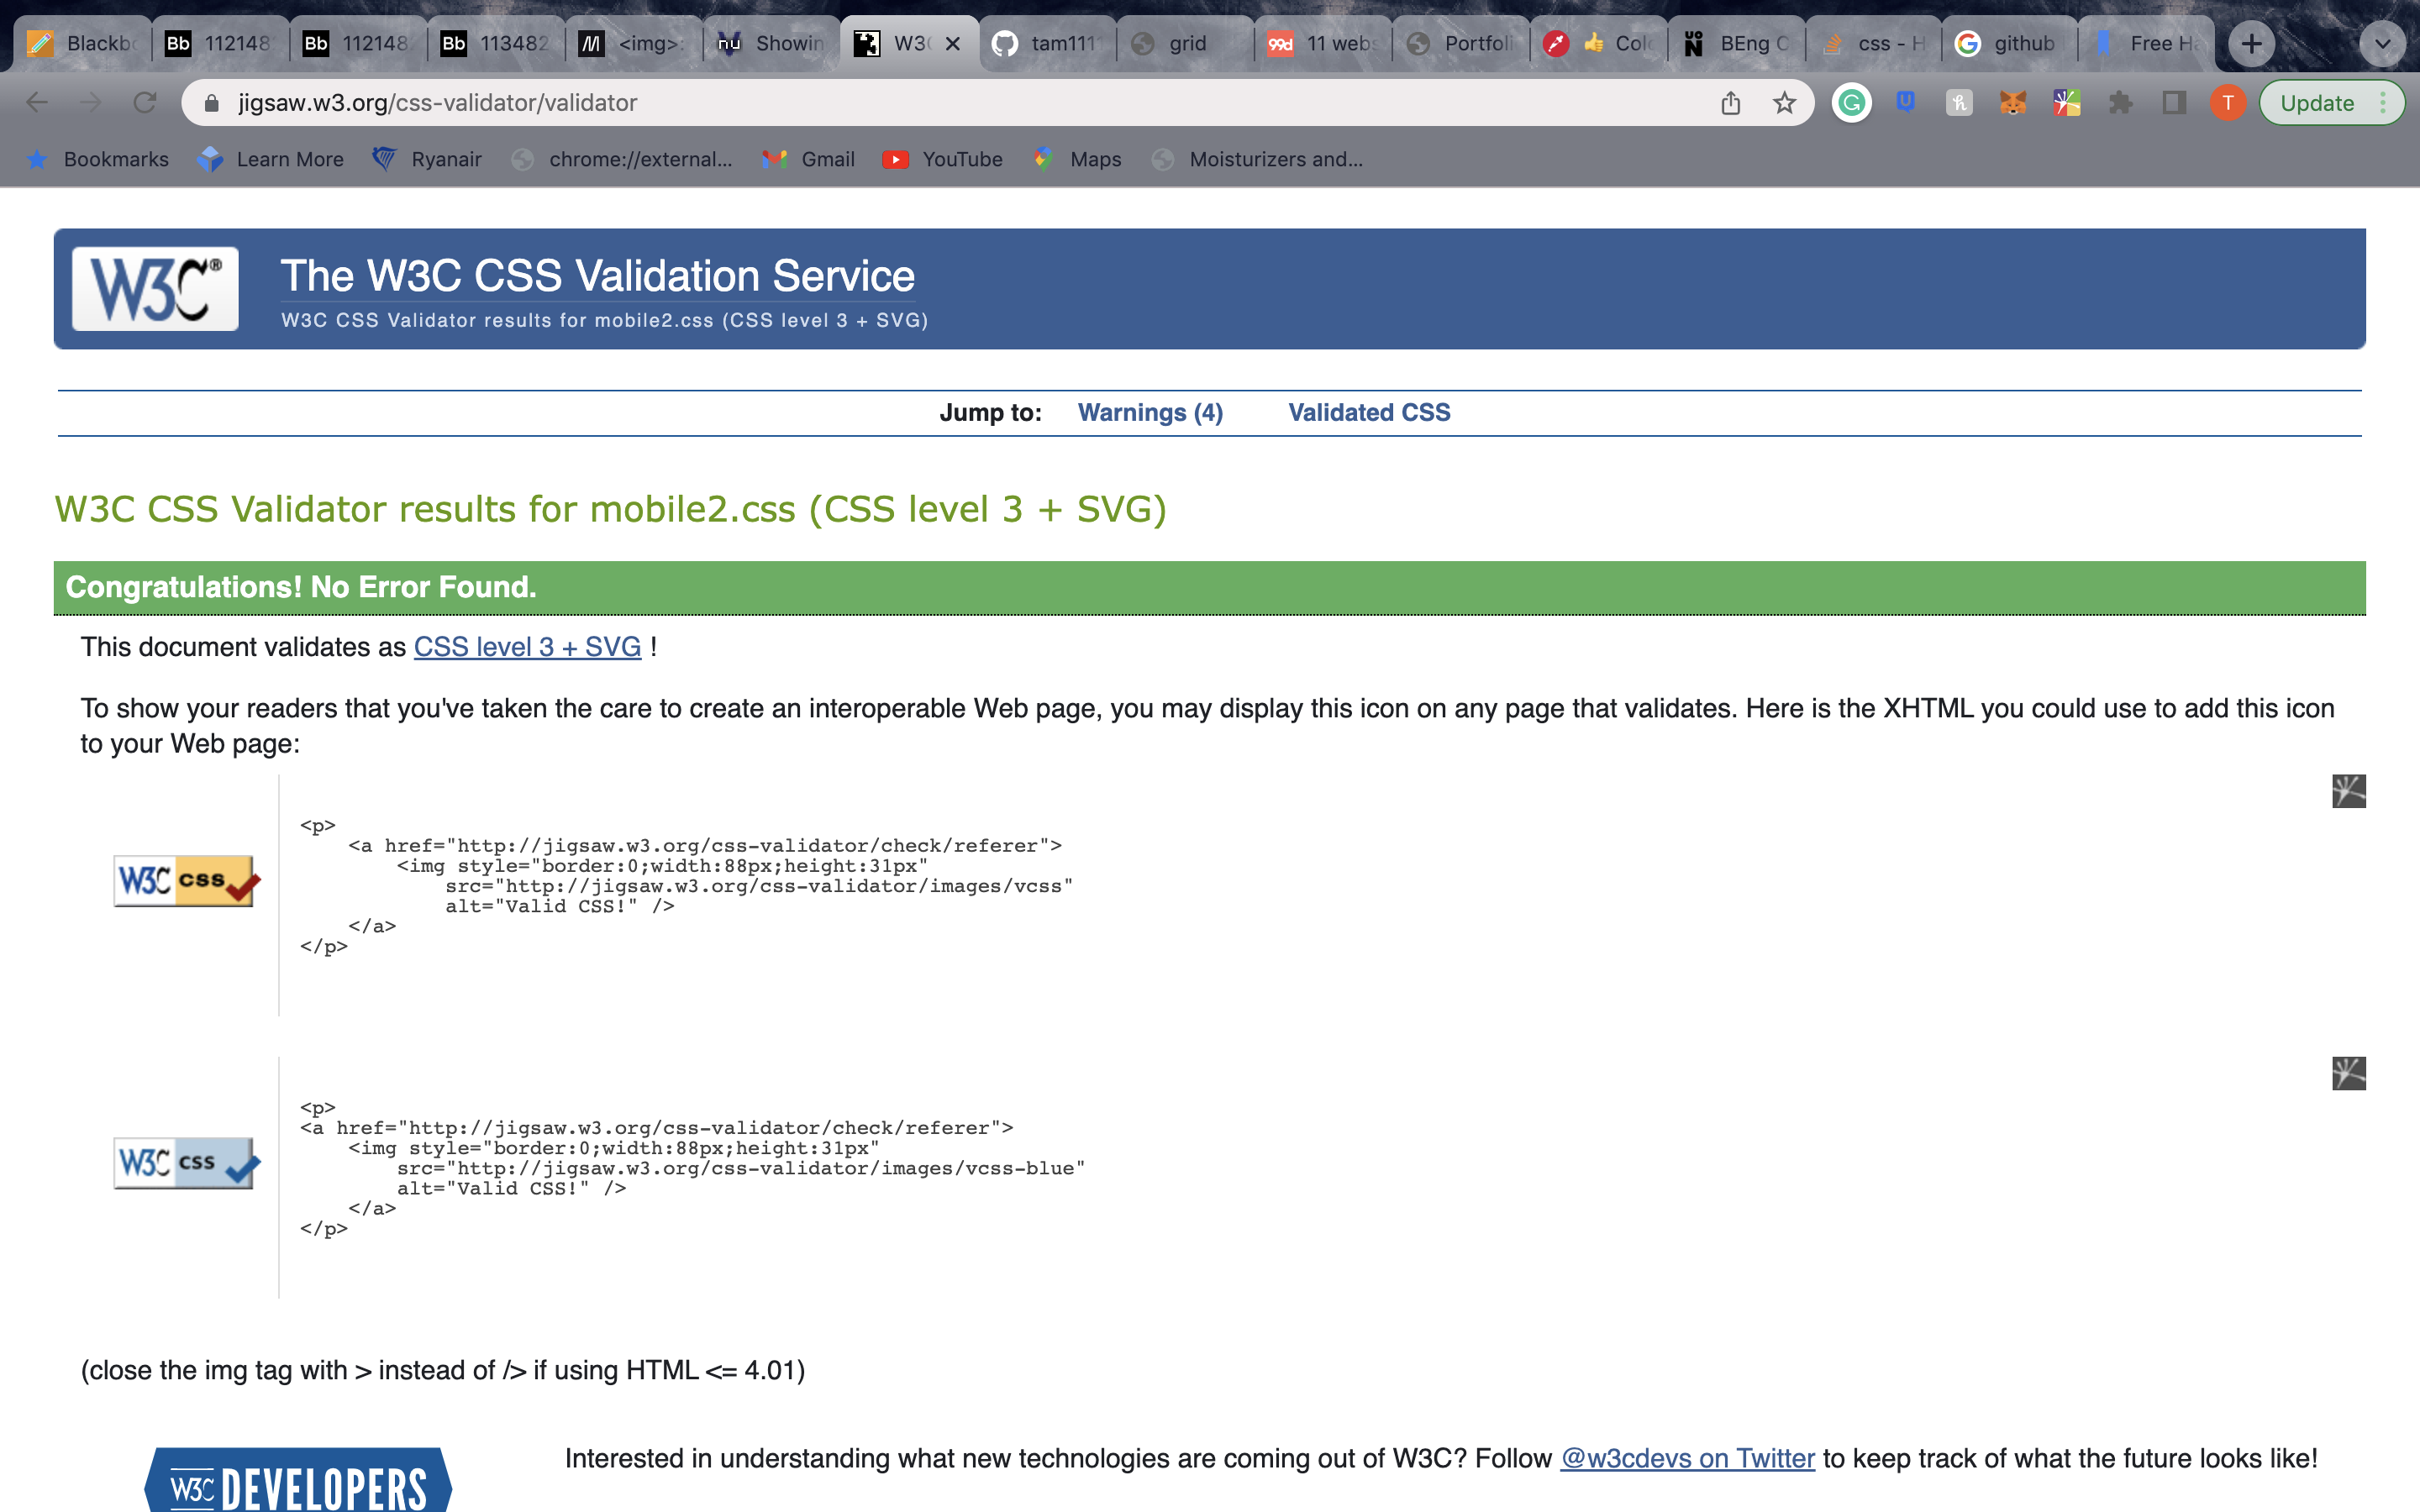 Blackbo 112148 112148 113482 <img>: Showin W3C tam111 grid 11 webs Portfoli Colo BEng C css - H github Free Ha
jigsaw.w3.org/css-validator/validator T Update
Bookmarks Learn More Ryanair chrome://external... Gmail YouTube Maps Moisturizers and...
W3C® The W3C CSS Validation Service
W3C CSS Validator results for mobile2.css (CSS level 3 + SVG)
Jump to: Warnings (4) Validated CSS
W3C CSS Validator results for mobile2.css (CSS level 3 + SVG)
Congratulations! No Error Found.
This document validates as CSS level 3 + SVG !
To show your readers that you've taken the care to create an interoperable Web page, you may display this icon on any page that validates. Here is the XHTML you could use to add this icon
to your Web page:
W3C css
<p>
<a href="http://jigsaw.w3.org/css-validator/check/referer">
<img style="border:0;width:88px;height:31px"
src="http://jigsaw.w3.org/css-validator/images/vcss"
alt="Valid CSS!" />
</a>
</p>
W3C css
<p>
<a href="http://jigsaw.w3.org/css-validator/check/referer">
<img style="border:0;width:88px;height:31px"
src="http://jigsaw.w3.org/css-validator/images/vcss-blue"
alt="Valid CSS!" />
</a>
</p>
(close the img tag with > instead of /> if using HTML <= 4.01)
W3C DEVELOPERS
Interested in understanding what new technologies are coming out of W3C? Follow @w3cdevs on Twitter to keep track of what the future looks like!